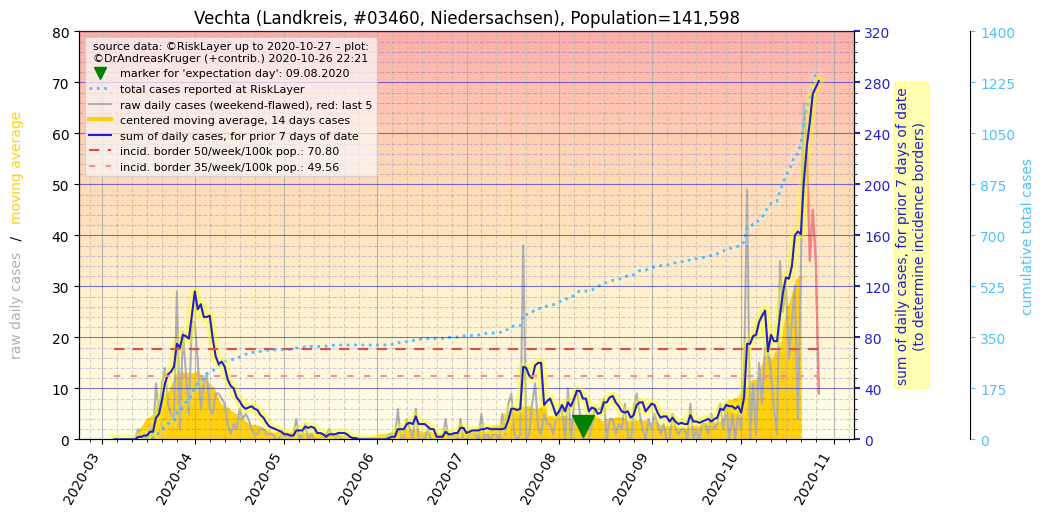 Vechta (Landkreis, #03460, Niedersachsen), Population=141,598
source data: ©RiskLayer up to 2020-10-27 – plot:
©DrAndreasKruger (+contrib.) 2020-10-26 22:21
marker for 'expectation day': 09.08.2020
total cases reported at RiskLayer
raw daily cases (weekend-flawed), red: last 5
centered moving average, 14 days cases
sum of daily cases, for prior 7 days of date
incid. border 50/week/100k pop.: 70.80
incid. border 35/week/100k pop.: 49.56
raw daily cases / moving average
80
70
60
50
40
30
20
10
0
320
280
240
200
160
120
80
40
0
sum of daily cases, for prior 7 days of date
(to determine incidence borders)
1400
1225
1050
875
700
525
350
175
0
cumulative total cases
2020-03
2020-04
2020-05
2020-06
2020-07
2020-08
2020-09
2020-10
2020-11